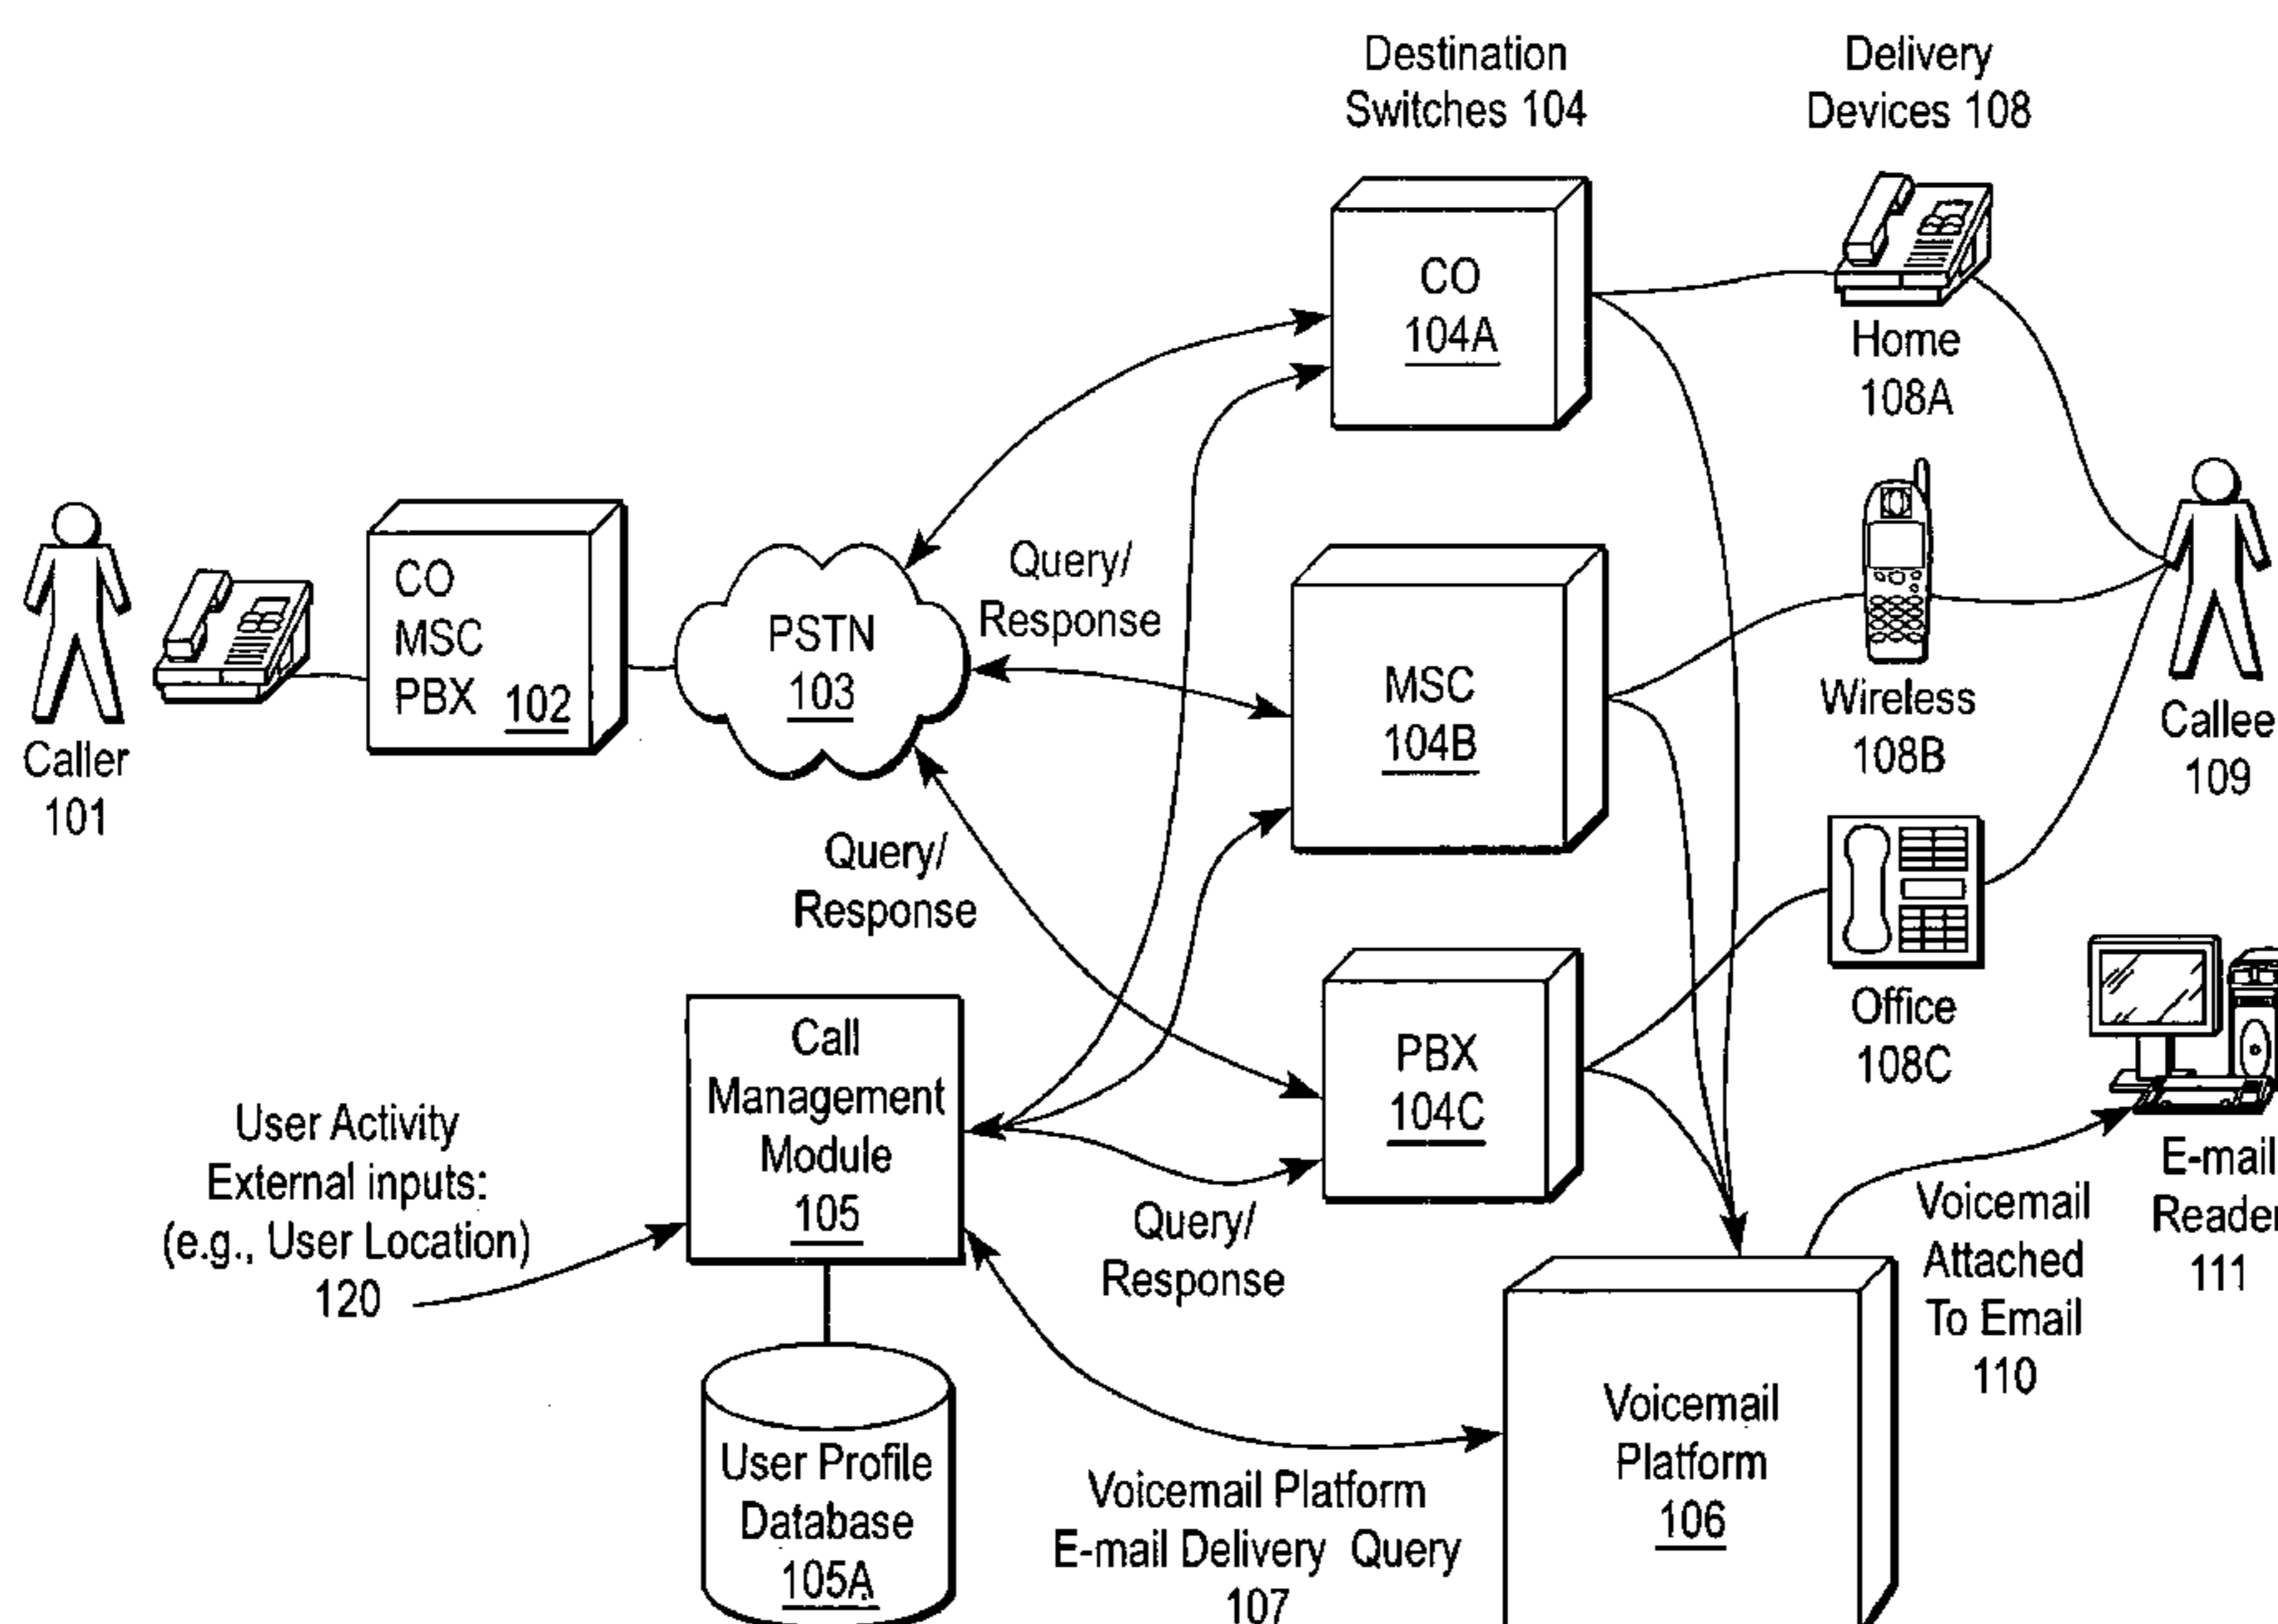 Destination
Switches 104
Delivery
Devices 108
CO
104A
Home
108A
Caller
101
CO
MSC
PBX 102
PSTN
103
Query/
Response
MSC
104B
Wireless
108B
Callee
109
Query/
Response
Call
Management
Module
105
PBX
104C
Office
108C
User Activity
External inputs:
(e.g., User Location)
120
Query/
Response
Voicemail
Attached
To Email
110
E-mail
Reader
111
User Profile
Database
105A
Voicemail Platform
E-mail Delivery Query
107
Voicemail
Platform
106